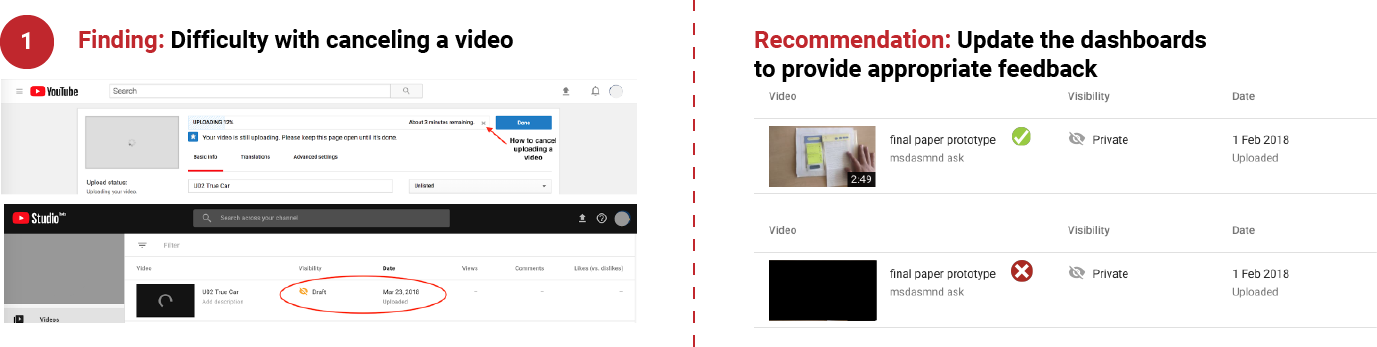 1
Finding: Difficulty with canceling a video
YouTube
Search
UPLOADING 12%
About 3 minutes remaining.
Done
Your video is still uploading. Please keep this page open until it's done.
How to cancel
uploading a
video
Basic info
Translations
Advanced settings
Upload status:
Uploading your video.
U02 True Car
Unlisted
Studio beta
Search across your channel
Filter
Video
Visibility
Date
Views
Comments
Likes (vs. dislikes)
U02 True Car
Add description
Draft
Mar 23, 2018
Uploaded
–
–
–
Videos
Recommendation: Update the dashboards
to provide appropriate feedback
Video
Visibility
Date
2:49
final paper prototype
msdasmnd ask
Private
1 Feb 2018
Uploaded
Video
Visibility
Date
final paper prototype
msdasmnd ask
Private
1 Feb 2018
Uploaded